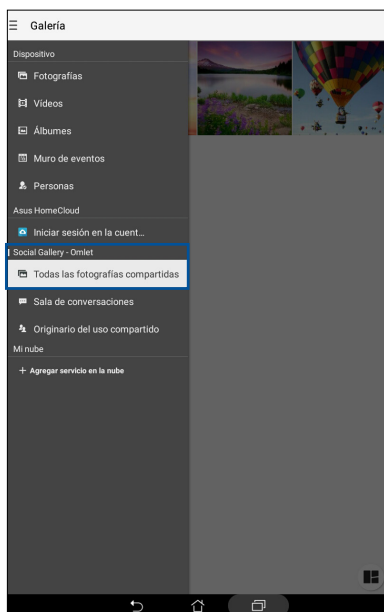 Galería
Dispositivo
Fotografías
Vídeos
Álbumes
Muro de eventos
Personas
Asus HomeCloud
Iniciar sesión en la cuent...
Social Gallery - Omlet
Todas las fotografías compartidas
Sala de conversaciones
Originario del uso compartido
Mi nube
+ Agregar servicio en la nube